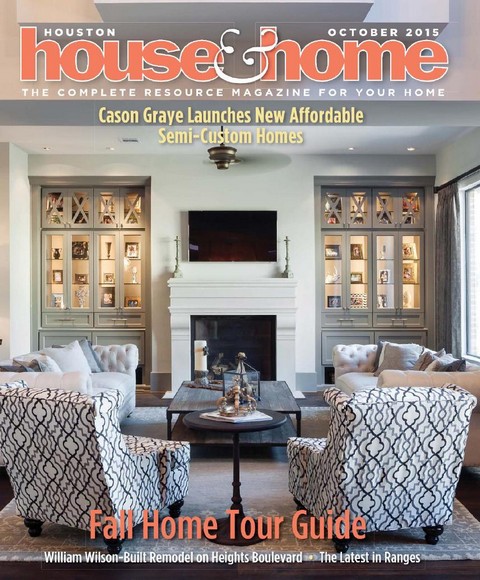 HOUSTON
OCTOBER 2015
house&home
THE COMPLETE RESOURCE MAGAZINE FOR YOUR HOME
Cason Graye Launches New Affordable
Semi-Custom Homes
Fall Home Tour Guide
William Wilson-Built Remodel on Heights Boulevard • The Latest in Ranges